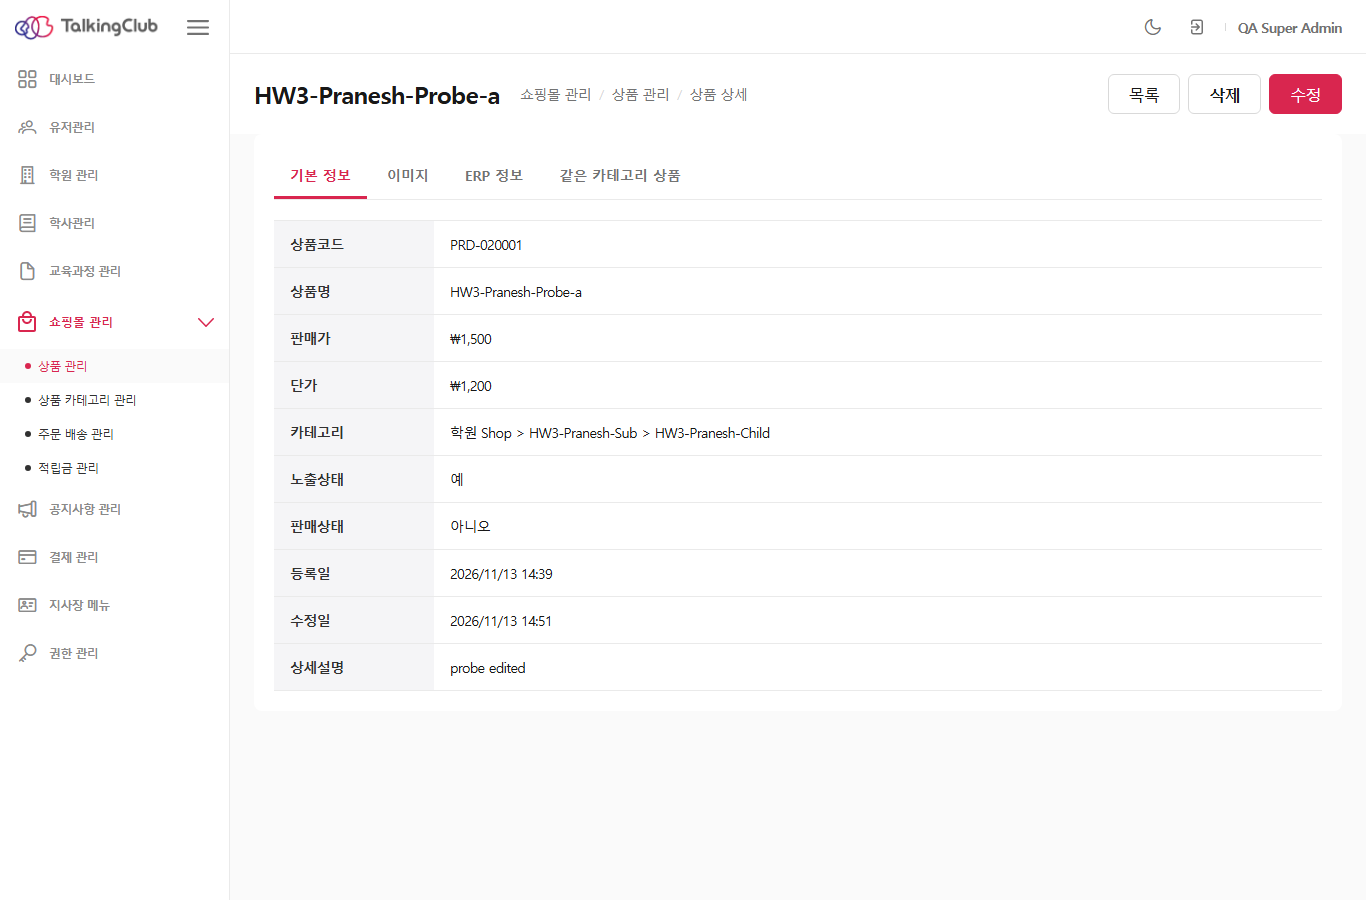 TalkingClub
QA Super Admin
대시보드
유저관리
학원 관리
학사관리
교육과정 관리
쇼핑몰 관리
상품 관리
상품 카테고리 관리
주문 배송 관리
적립금 관리
공지사항 관리
결제 관리
지사장 메뉴
권한 관리
HW3-Pranesh-Probe-a
쇼핑몰 관리 / 상품 관리 / 상품 상세
목록 삭제 수정
기본 정보 이미지 ERP 정보 같은 카테고리 상품
상품코드 PRD-020001
상품명 HW3-Pranesh-Probe-a
판매가 ₩1,500
단가 ₩1,200
카테고리 학원 Shop > HW3-Pranesh-Sub > HW3-Pranesh-Child
노출상태 예
판매상태 아니오
등록일 2026/11/13 14:39
수정일 2026/11/13 14:51
상세설명 probe edited